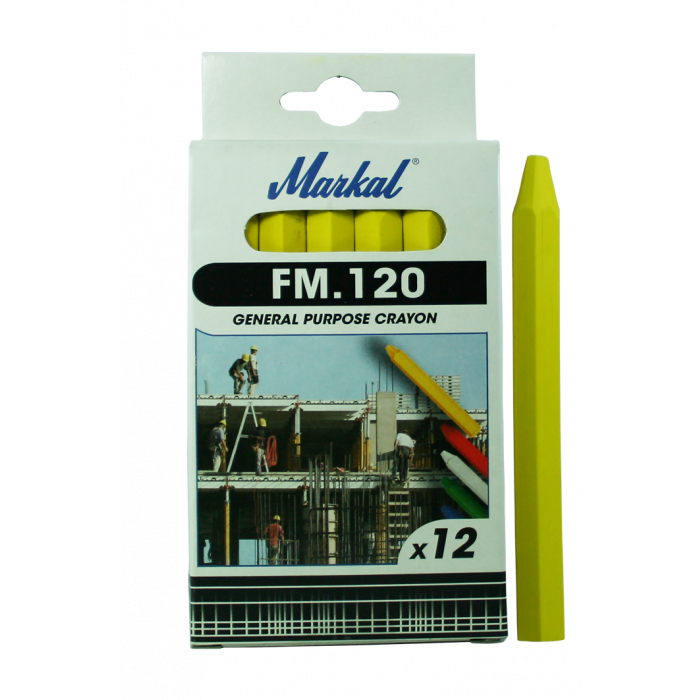 Markal®
FM.120
GENERAL PURPOSE CRAYON
x12